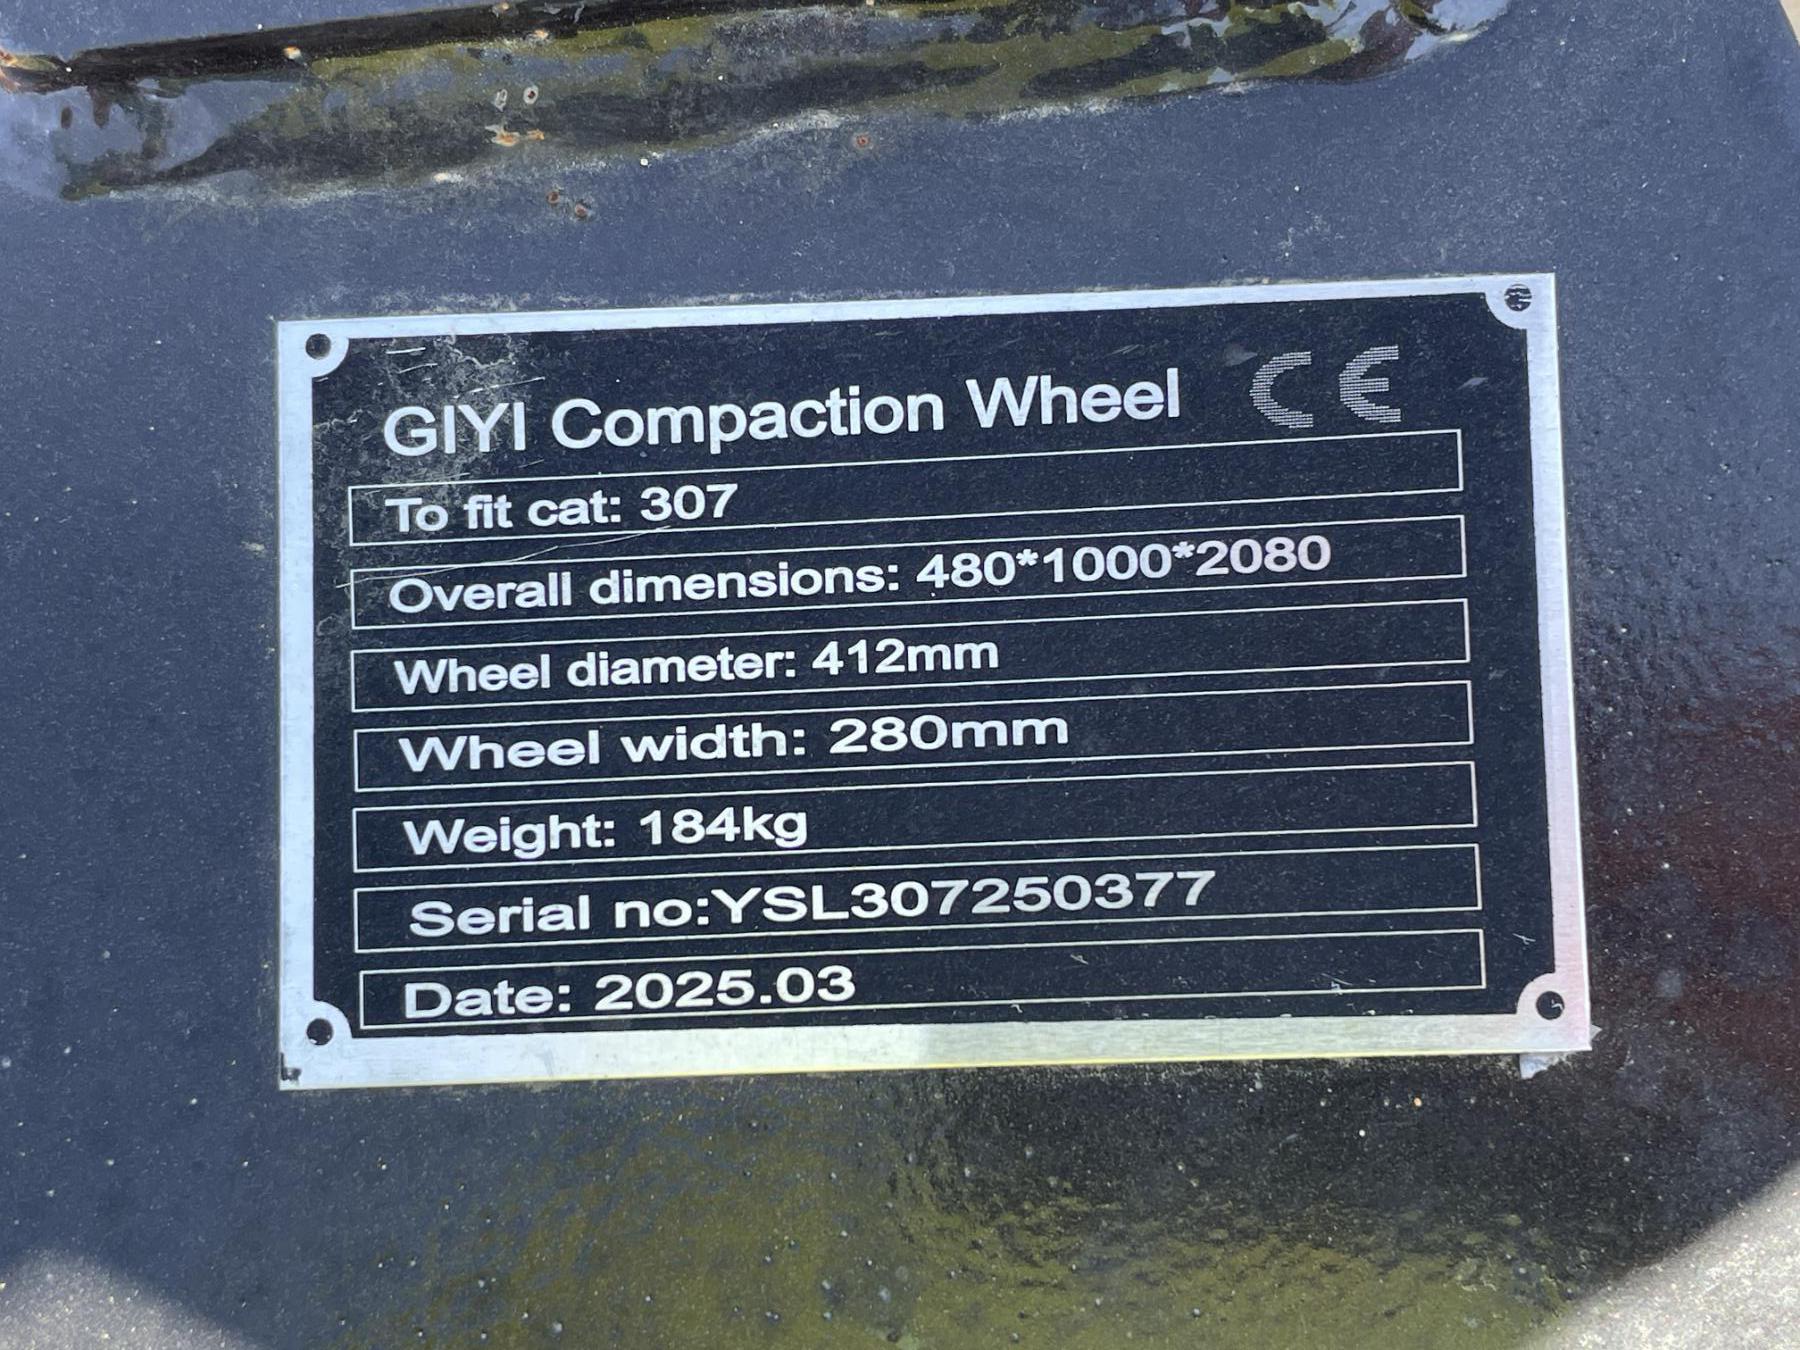 GIYI Compaction Wheel CE
To fit cat: 307
Overall dimensions: 480*1000*2080
Wheel diameter: 412mm
Wheel width: 280mm
Weight: 184kg
Serial no:YSL307250377
Date: 2025.03